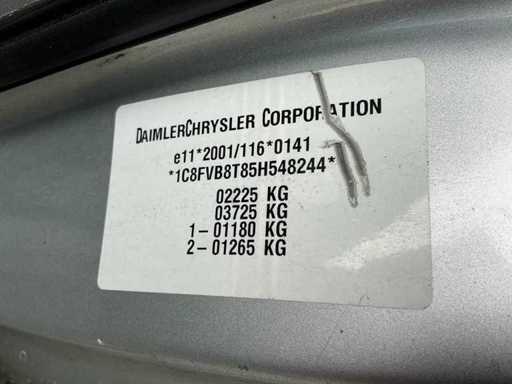 DAIMLERCHRYSLER CORPORATION
e11*2001/116*0141
*1C8FVB8T85H548244*
02225 KG
03725 KG
1– 01180 KG
2– 01265 KG